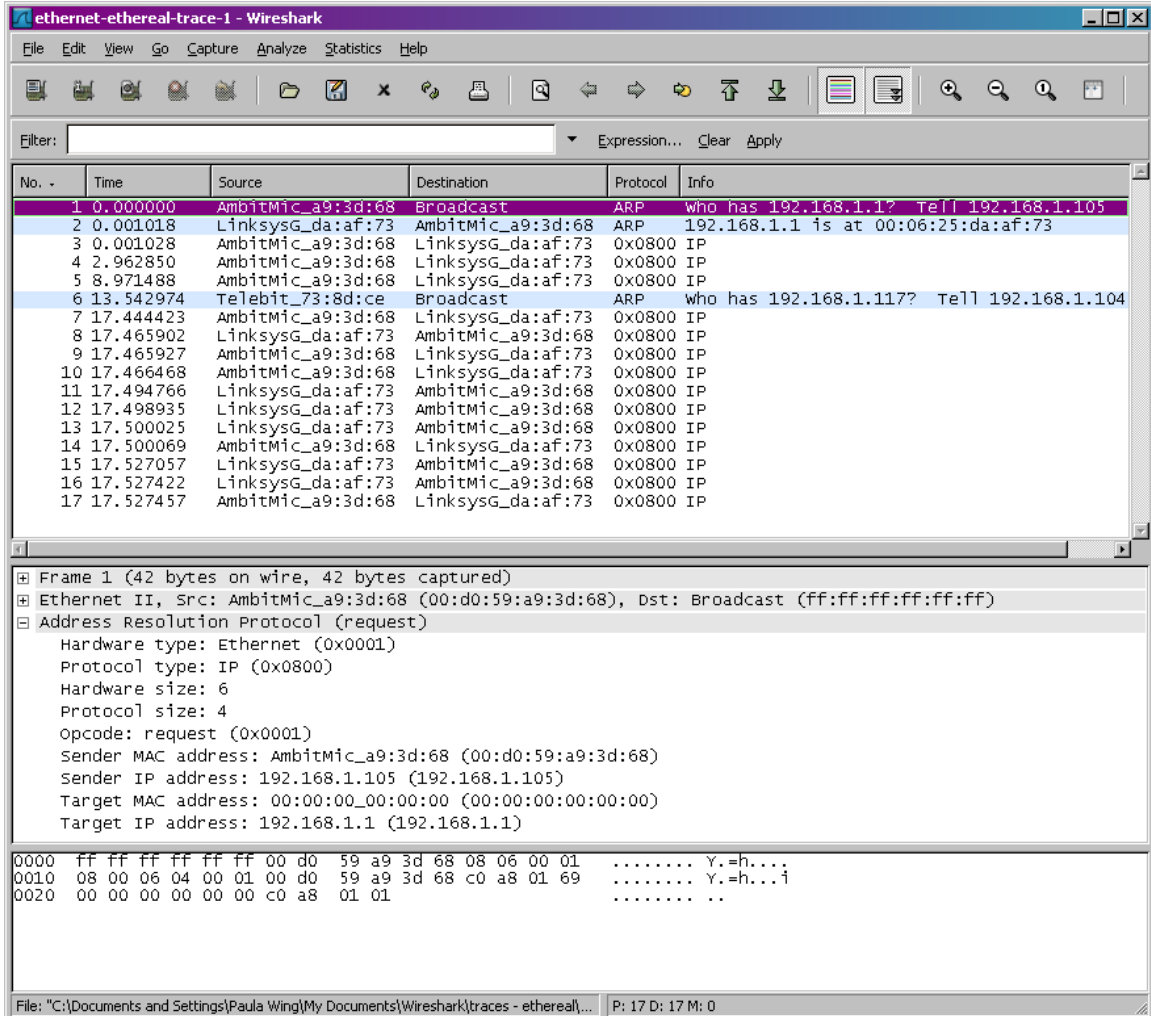 ethernet-ethereal-trace-1 - Wireshark
File Edit View Go Capture Analyze Statistics Help
Filter: Expression... Clear Apply
No. Time Source Destination Protocol Info
1 0.000000 AmbitMic_a9:3d:68 Broadcast ARP Who has 192.168.1.1? Tell 192.168.1.105
2 0.001018 LinksysG_da:af:73 AmbitMic_a9:3d:68 ARP 192.168.1.1 is at 00:06:25:da:af:73
3 0.001028 AmbitMic_a9:3d:68 LinksysG_da:af:73 0x0800 IP
4 2.962850 AmbitMic_a9:3d:68 LinksysG_da:af:73 0x0800 IP
5 8.971488 AmbitMic_a9:3d:68 LinksysG_da:af:73 0x0800 IP
6 13.542974 Telebit_73:8d:ce Broadcast ARP Who has 192.168.1.117? Tell 192.168.1.104
7 17.444423 AmbitMic_a9:3d:68 LinksysG_da:af:73 0x0800 IP
8 17.465902 LinksysG_da:af:73 AmbitMic_a9:3d:68 0x0800 IP
9 17.465927 AmbitMic_a9:3d:68 LinksysG_da:af:73 0x0800 IP
10 17.466468 AmbitMic_a9:3d:68 LinksysG_da:af:73 0x0800 IP
11 17.494766 LinksysG_da:af:73 AmbitMic_a9:3d:68 0x0800 IP
12 17.498935 LinksysG_da:af:73 AmbitMic_a9:3d:68 0x0800 IP
13 17.500025 LinksysG_da:af:73 AmbitMic_a9:3d:68 0x0800 IP
14 17.500069 AmbitMic_a9:3d:68 LinksysG_da:af:73 0x0800 IP
15 17.527057 LinksysG_da:af:73 AmbitMic_a9:3d:68 0x0800 IP
16 17.527422 LinksysG_da:af:73 AmbitMic_a9:3d:68 0x0800 IP
17 17.527457 AmbitMic_a9:3d:68 LinksysG_da:af:73 0x0800 IP
Frame 1 (42 bytes on wire, 42 bytes captured)
Ethernet II, Src: AmbitMic_a9:3d:68 (00:d0:59:a9:3d:68), Dst: Broadcast (ff:ff:ff:ff:ff:ff)
Address Resolution Protocol (request)
Hardware type: Ethernet (0x0001)
Protocol type: IP (0x0800)
Hardware size: 6
Protocol size: 4
Opcode: request (0x0001)
Sender MAC address: AmbitMic_a9:3d:68 (00:d0:59:a9:3d:68)
Sender IP address: 192.168.1.105 (192.168.1.105)
Target MAC address: 00:00:00_00:00:00 (00:00:00:00:00:00)
Target IP address: 192.168.1.1 (192.168.1.1)
0000 ff ff ff ff ff ff 00 d0 59 a9 3d 68 08 06 00 01 ........ Y.=h....
0010 08 00 06 04 00 01 00 d0 59 a9 3d 68 c0 a8 01 69 ........ Y.=h...i
0020 00 00 00 00 00 00 c0 a8 01 01 ........ ..
File: "C:\Documents and Settings\Paula Wing\My Documents\Wireshark\traces - ethereal\... P: 17 D: 17 M: 0